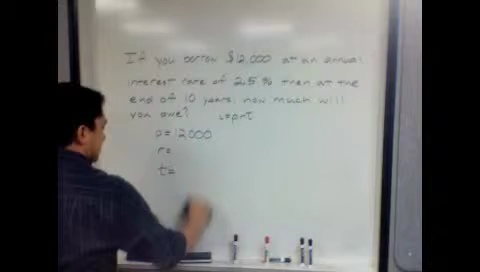 If you borrow $12,000 at an annual
interest rate of 2.5% then at the
end of 10 years, how much will
you owe? i=prt
p=12000
r=
t=